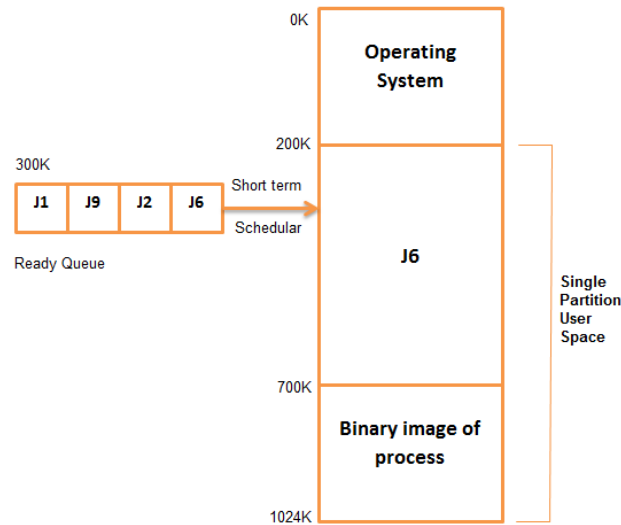 0K
Operating
System
200K
300K
J1 J9 J2 J6
Short term
Schedular
Ready Queue
J6
Single
Partition
User
Space
700K
Binary image of
process
1024K